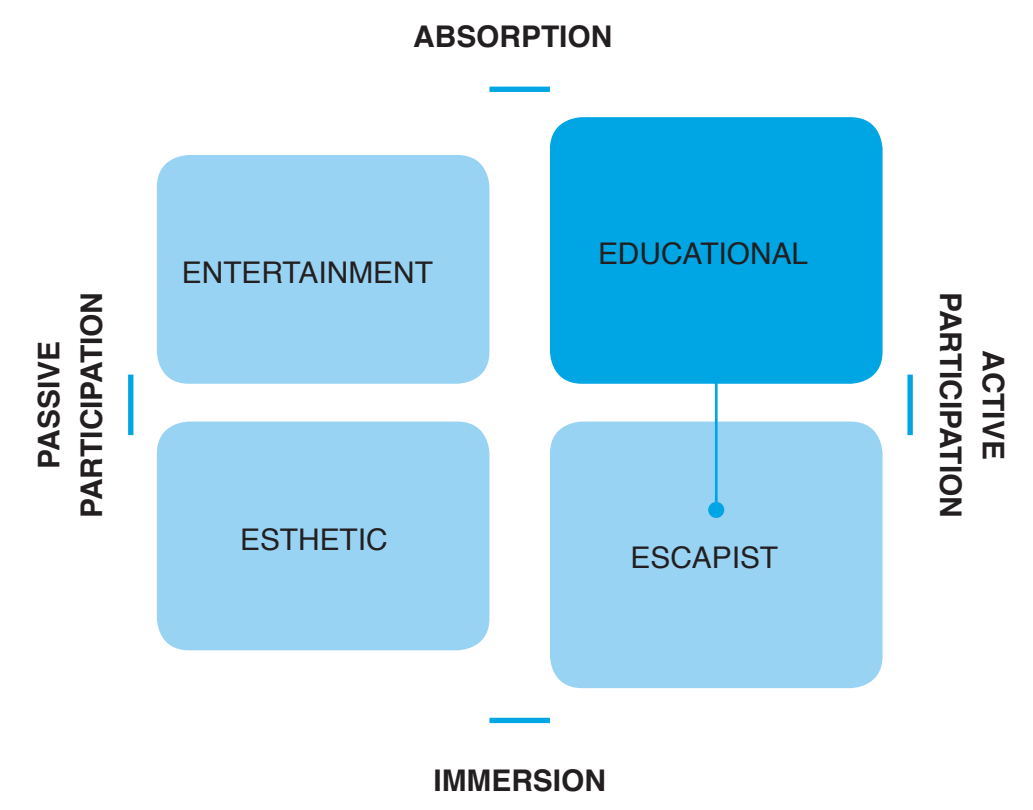 ABSORPTION
ENTERTAINMENT
EDUCATIONAL
PASSIVE
PARTICIPATION
ACTIVE
PARTICIPATION
ESTHETIC
ESCAPIST
IMMERSION